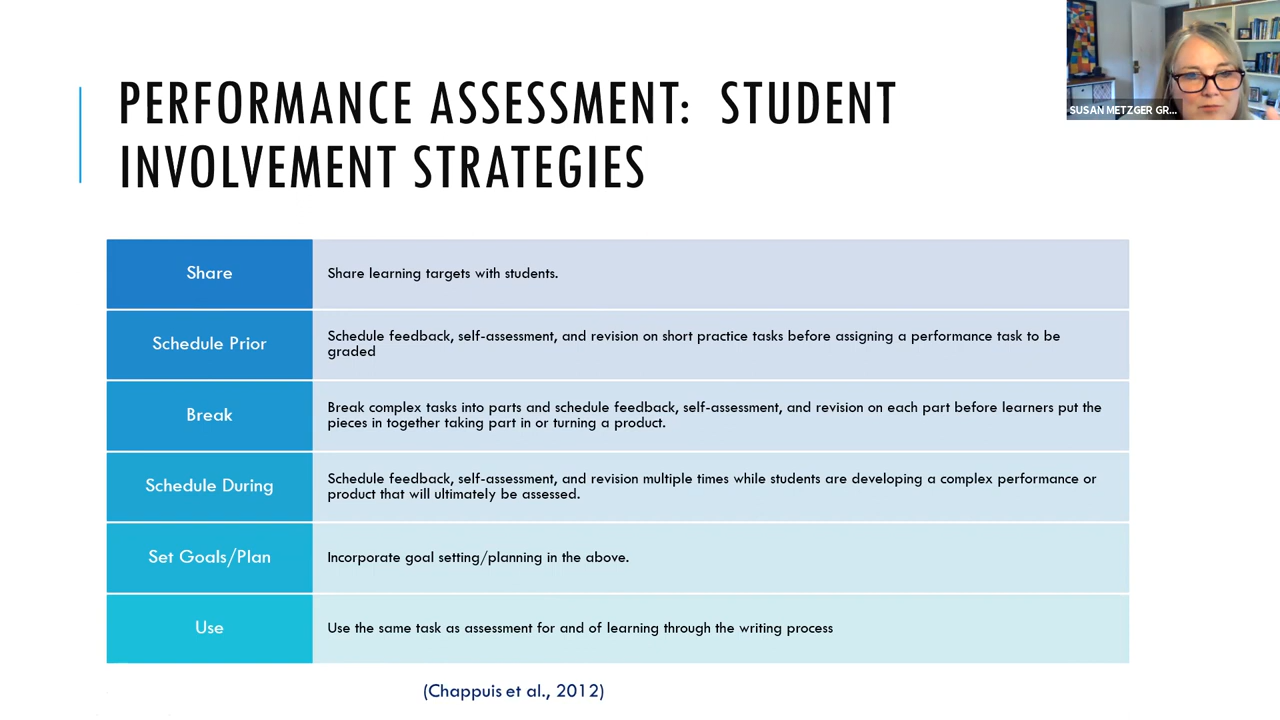 PERFORMANCE ASSESSMENT: STUDENT
INVOLVEMENT STRATEGIES
SUSAN METZGER GR...
Share
Share learning targets with students.
Schedule Prior
Schedule feedback, self-assessment, and revision on short practice tasks before assigning a performance task to be
graded
Break
Break complex tasks into parts and schedule feedback, self-assessment, and revision on each part before learners put the
pieces in together taking part in or turning a product.
Schedule During
Schedule feedback, self-assessment, and revision multiple times while students are developing a complex performance or
product that will ultimately be assessed.
Set Goals/Plan
Incorporate goal setting/planning in the above.
Use
Use the same task as assessment for and of learning through the writing process
(Chappuis et al., 2012)